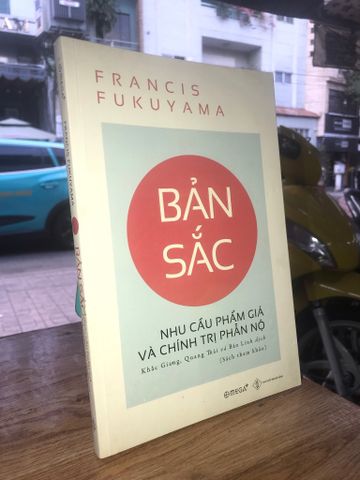 FRANCIS
FUKUYAMA
BẢN
SẮC
NHU CẦU PHẨM GIÁ
VÀ CHÍNH TRỊ PHẪN NỘ
Khắc Giang, Quang Thái và Bảo Linh dịch
(Sách tham khảo)
OMEGA+